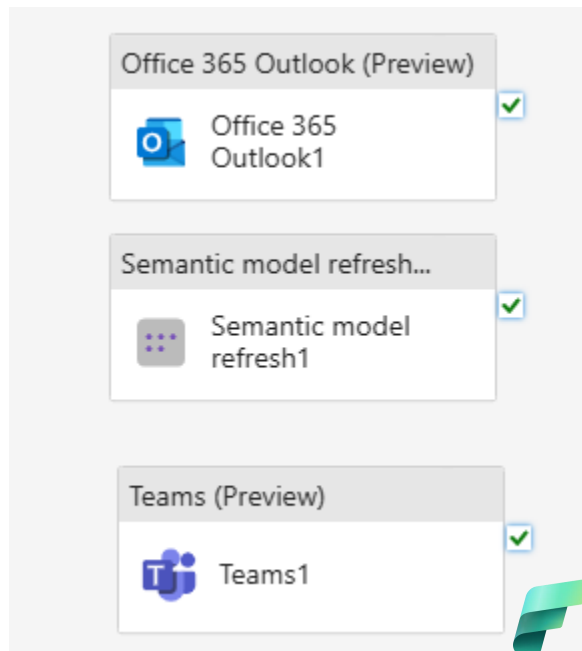 Office 365 Outlook (Preview)
Office 365
Outlook1
Semantic model refresh...
Semantic model
refresh1
Teams (Preview)
Teams1